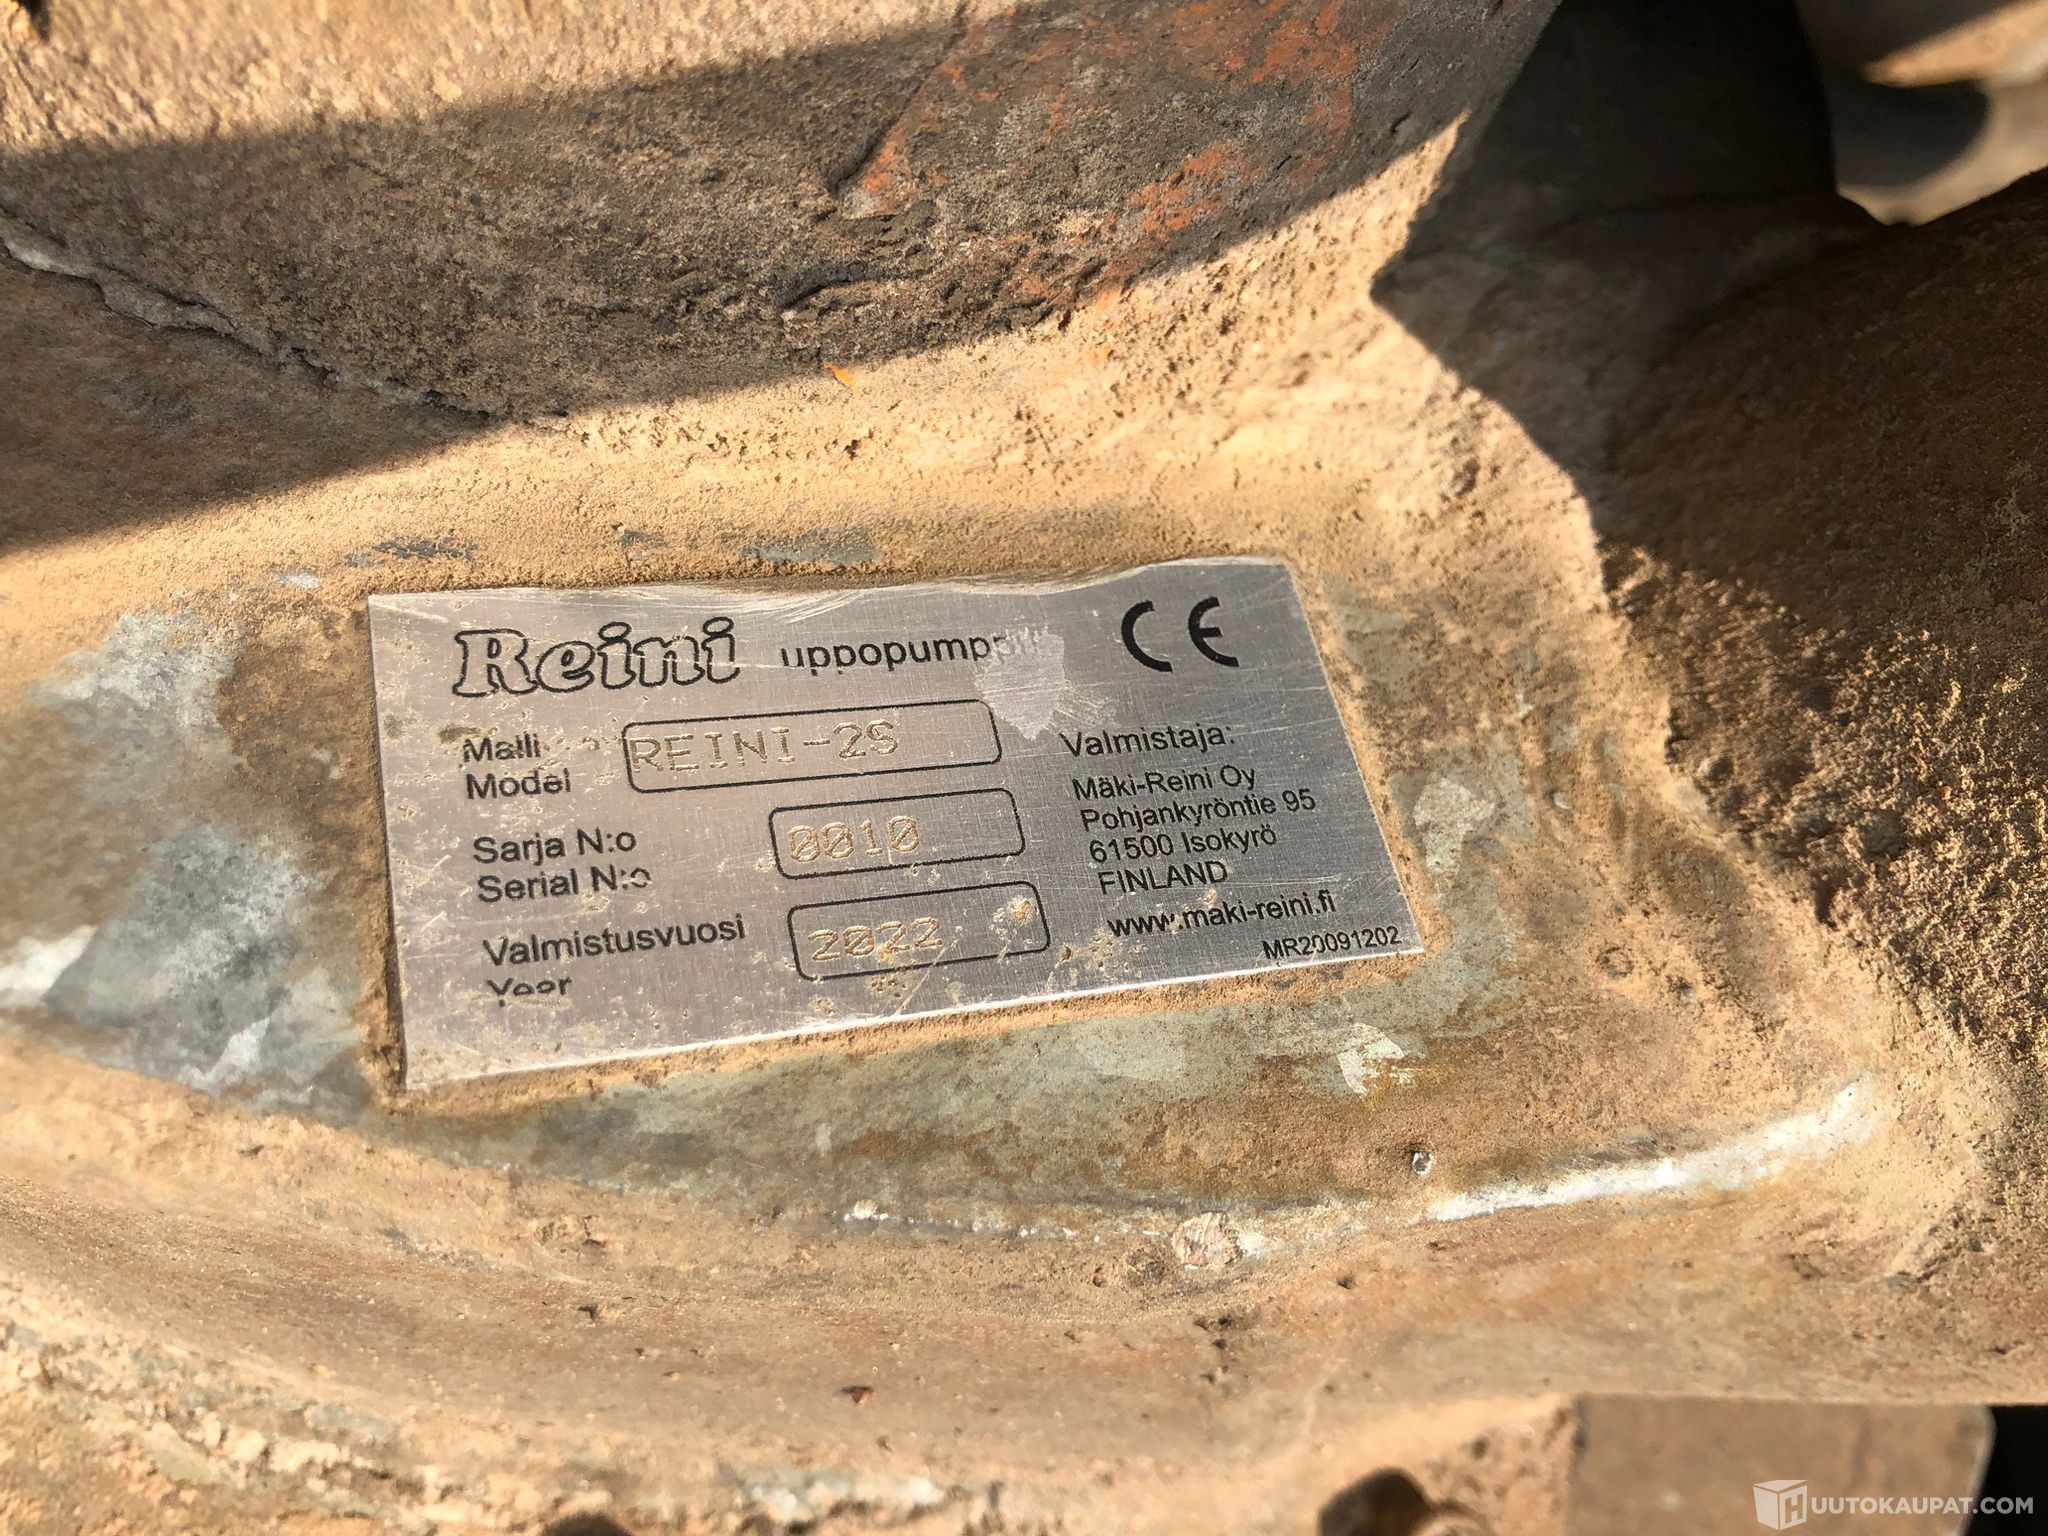 Reini uppopumppu CE
Malli
Model
REINI-2S
Sarja N:o
Serial N:o
0010
Valmistusvuosi
Year
2022
Valmistaja:
Mäki-Reini Oy
Pohjankyröntie 95
61500 Isokyrö
FINLAND
www.maki-reini.fi
MR20091202
HUUTOKAUPAT.COM